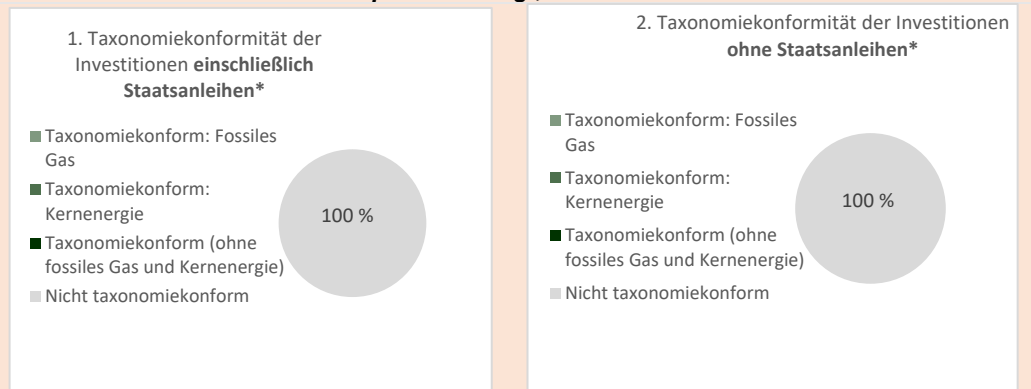 1. Taxonomiekonformität der
Investitionen einschließlich
Staatsanleihen*
Taxonomiekonform: Fossiles
Gas
Taxonomiekonform:
Kernenergie
Taxonomiekonform (ohne
fossiles Gas und Kernenergie)
Nicht taxonomiekonform
100 %
2. Taxonomiekonformität der Investitionen
ohne Staatsanleihen*
Taxonomiekonform: Fossiles
Gas
Taxonomiekonform:
Kernenergie
Taxonomiekonform (ohne
fossiles Gas und Kernenergie)
Nicht taxonomiekonform
100 %